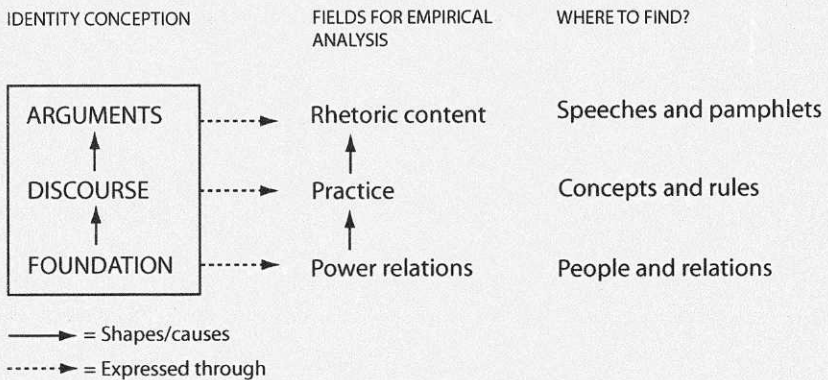 IDENTITY CONCEPTION
FIELDS FOR EMPIRICAL
ANALYSIS
WHERE TO FIND?
ARGUMENTS
Rhetoric content
Speeches and pamphlets
DISCOURSE
Practice
Concepts and rules
FOUNDATION
Power relations
People and relations
= Shapes/causes
= Expressed through